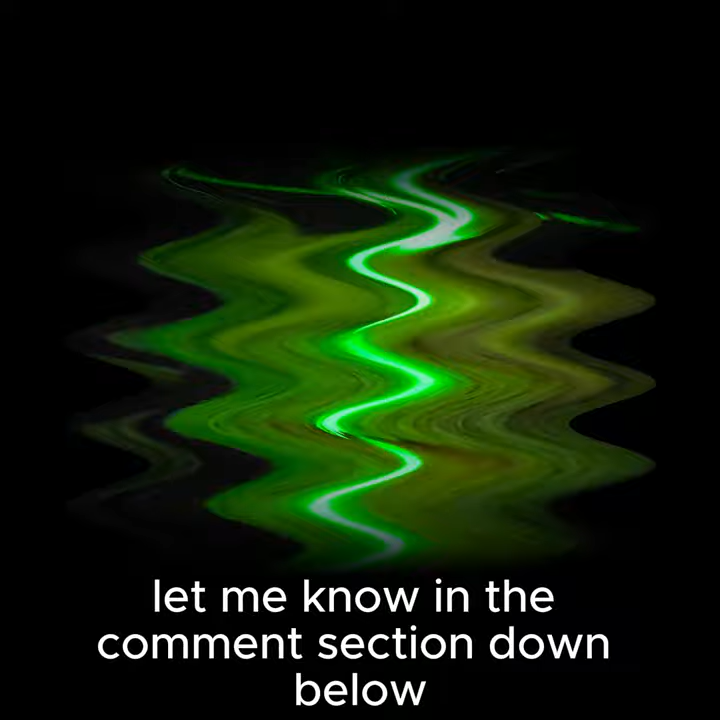 let me know in the
comment section down
below